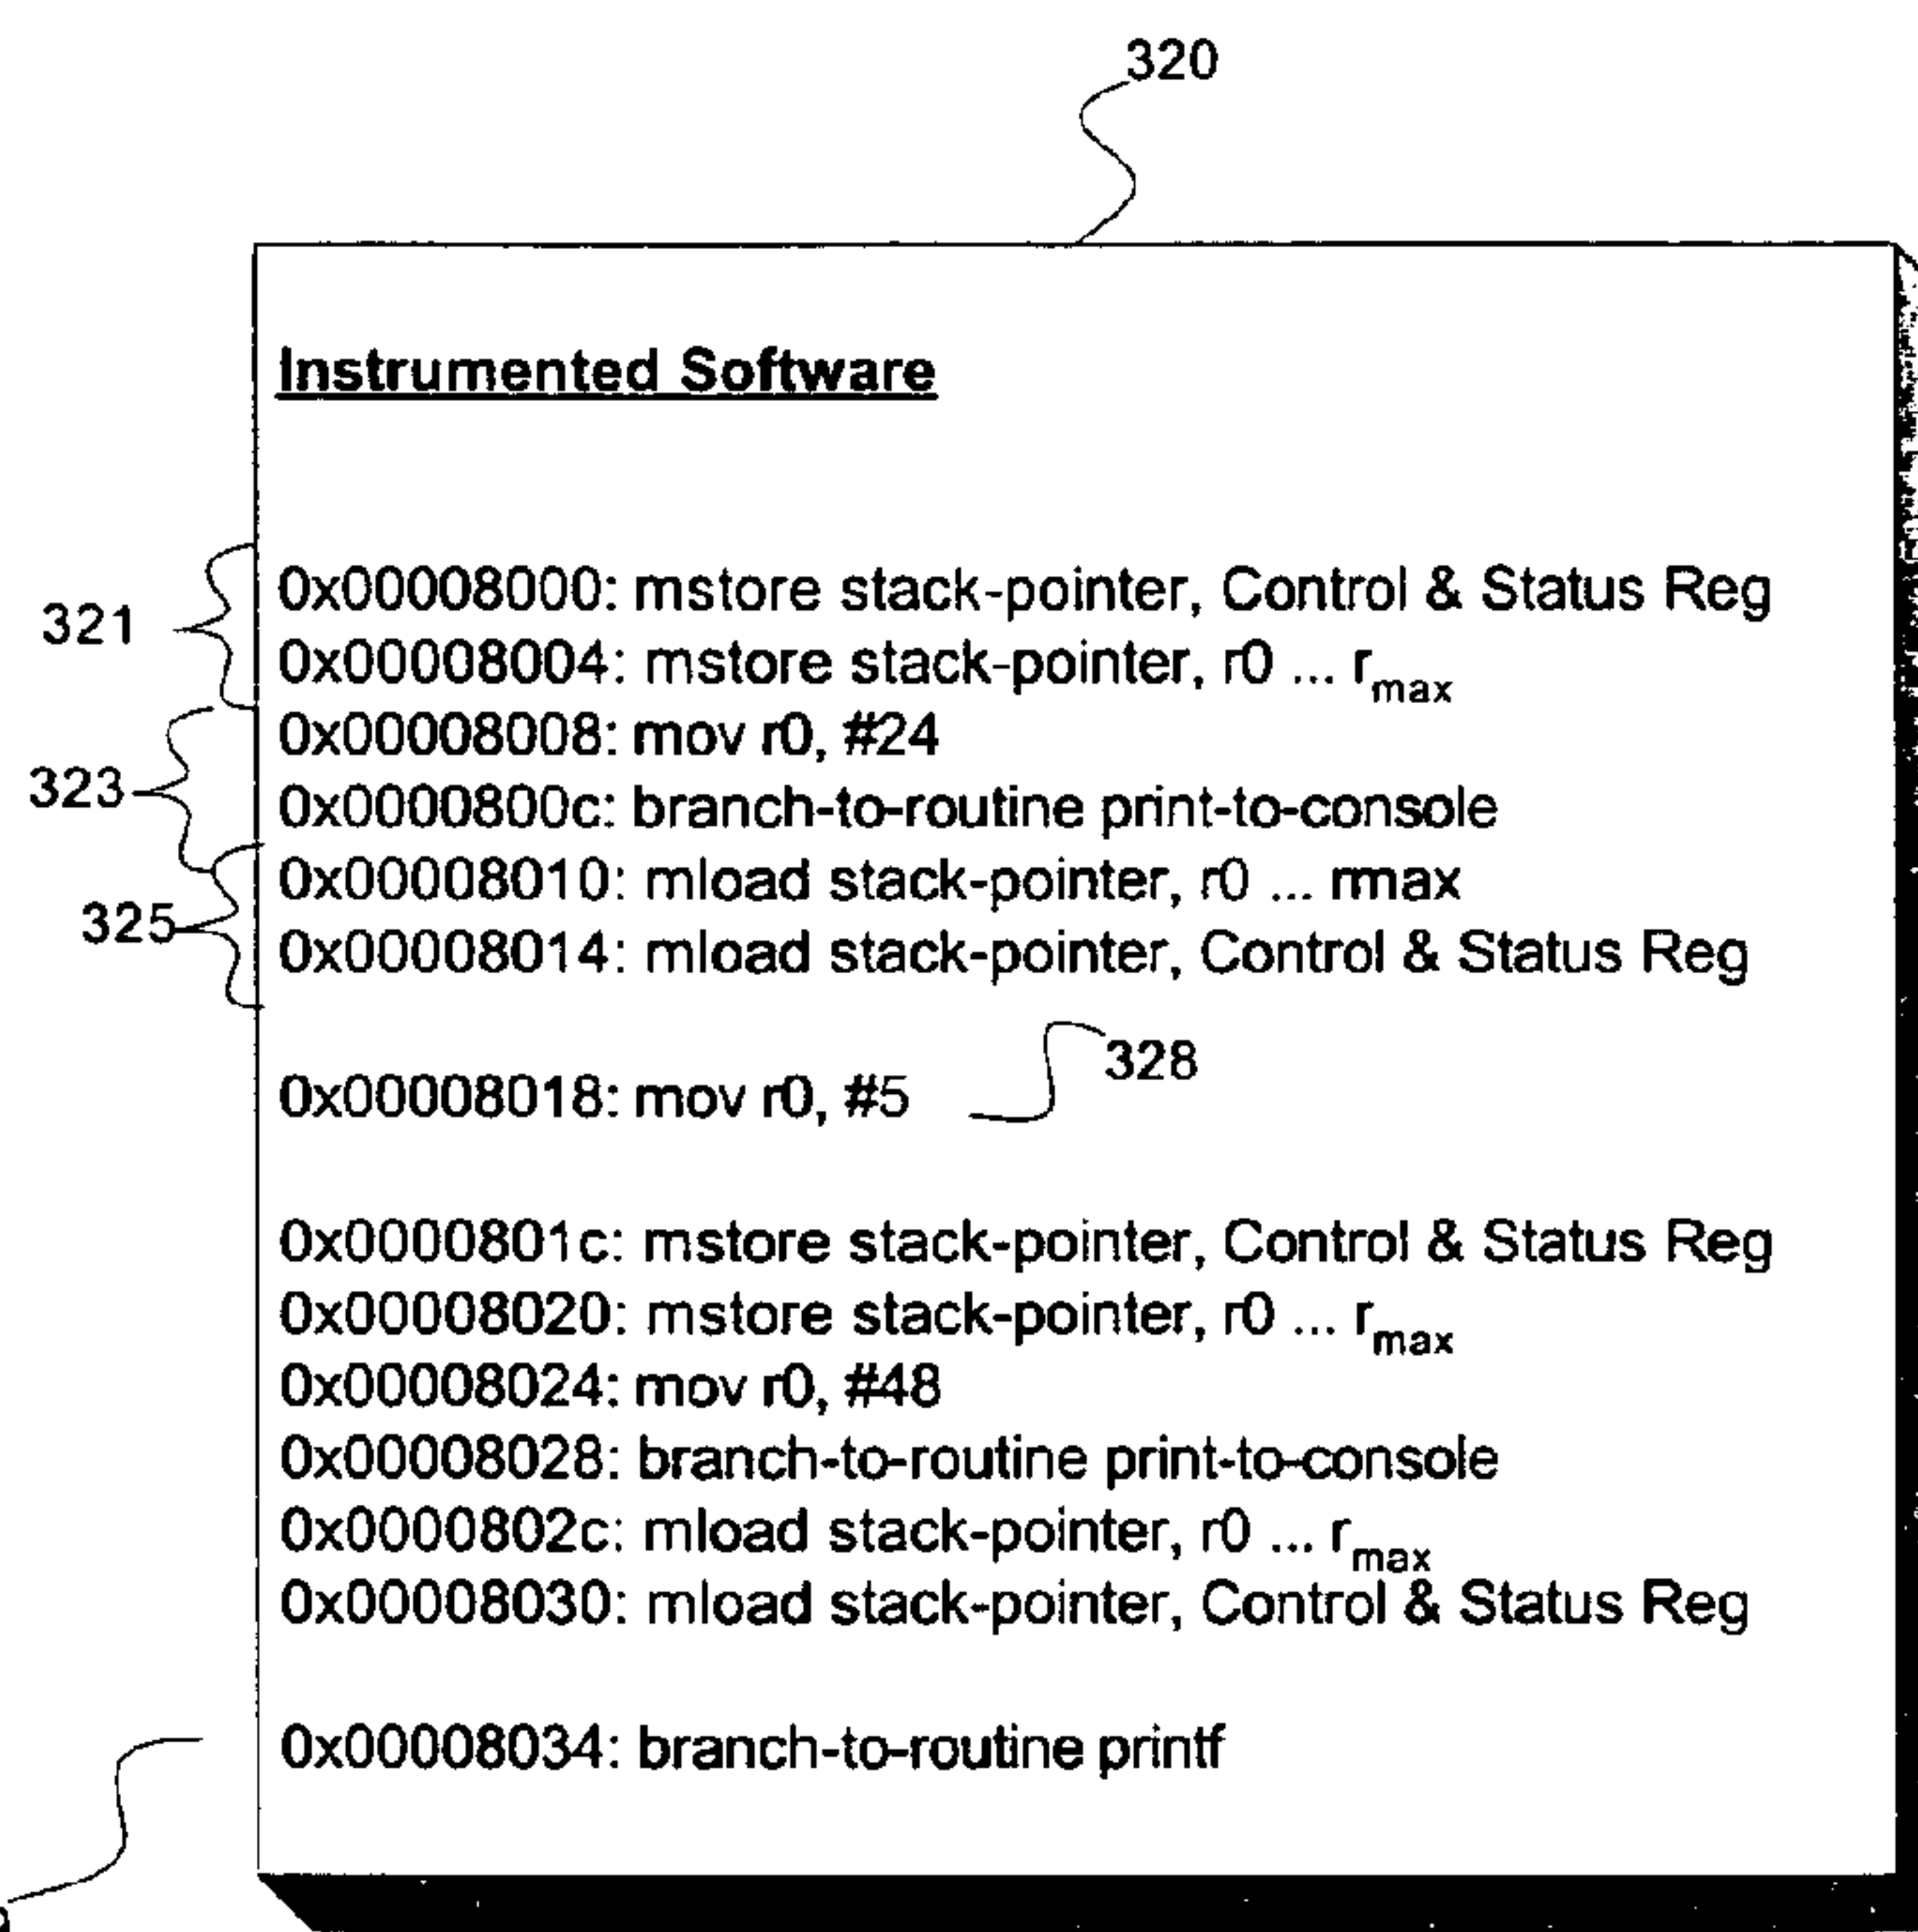 320
Instrumented Software
0x00008000: mstore stack-pointer, Control & Status Reg
321
0x00008004: mstore stack-pointer, r0 ... rmax
0x00008008: mov r0, #24
323
0x0000800c: branch-to-routine print-to-console
0x00008010: mload stack-pointer, r0 ... rmax
325
0x00008014: mload stack-pointer, Control & Status Reg
328
0x00008018: mov r0, #5
0x0000801c: mstore stack-pointer, Control & Status Reg
0x00008020: mstore stack-pointer, r0 ... rmax
0x00008024: mov r0, #48
0x00008028: branch-to-routine print-to-console
0x0000802c: mload stack-pointer, r0 ... rmax
0x00008030: mload stack-pointer, Control & Status Reg
0x00008034: branch-to-routine printf